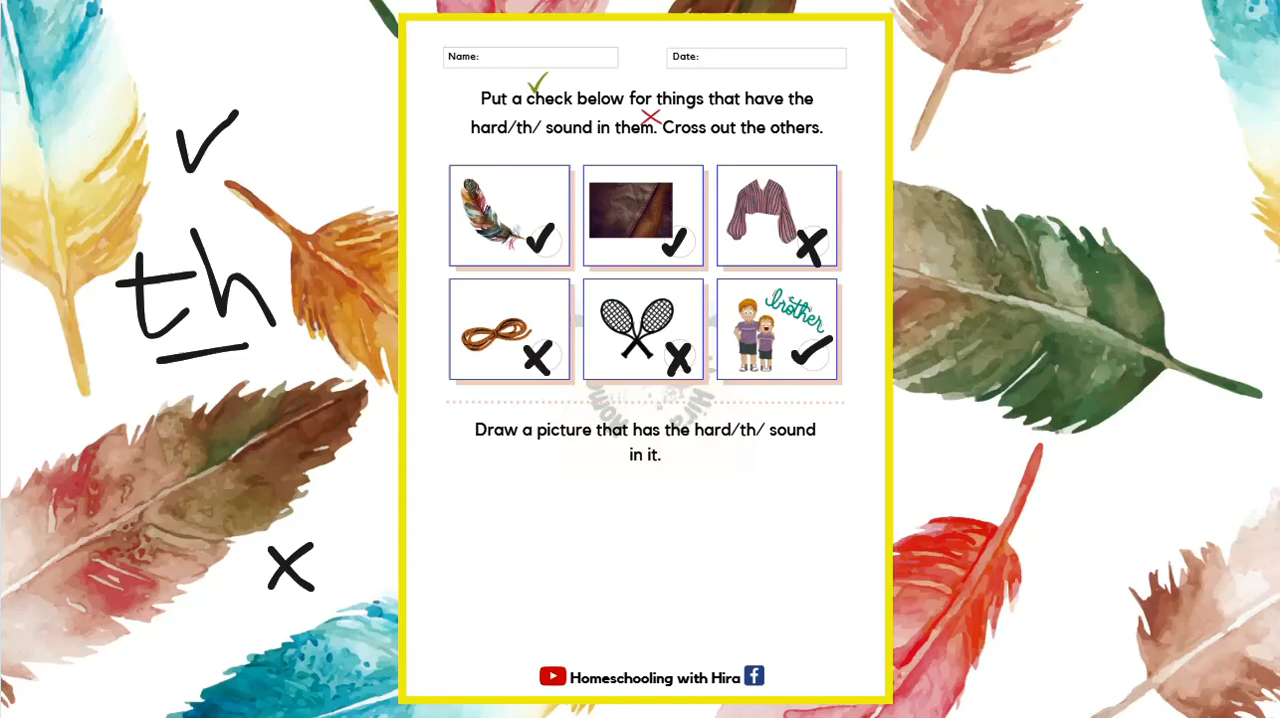 Name:
Date:
Put a check below for things that have the
hard/th/ sound in them. Cross out the others.
th
brother
Draw a picture that has the hard/th/ sound
in it.
Homeschooling with Hira